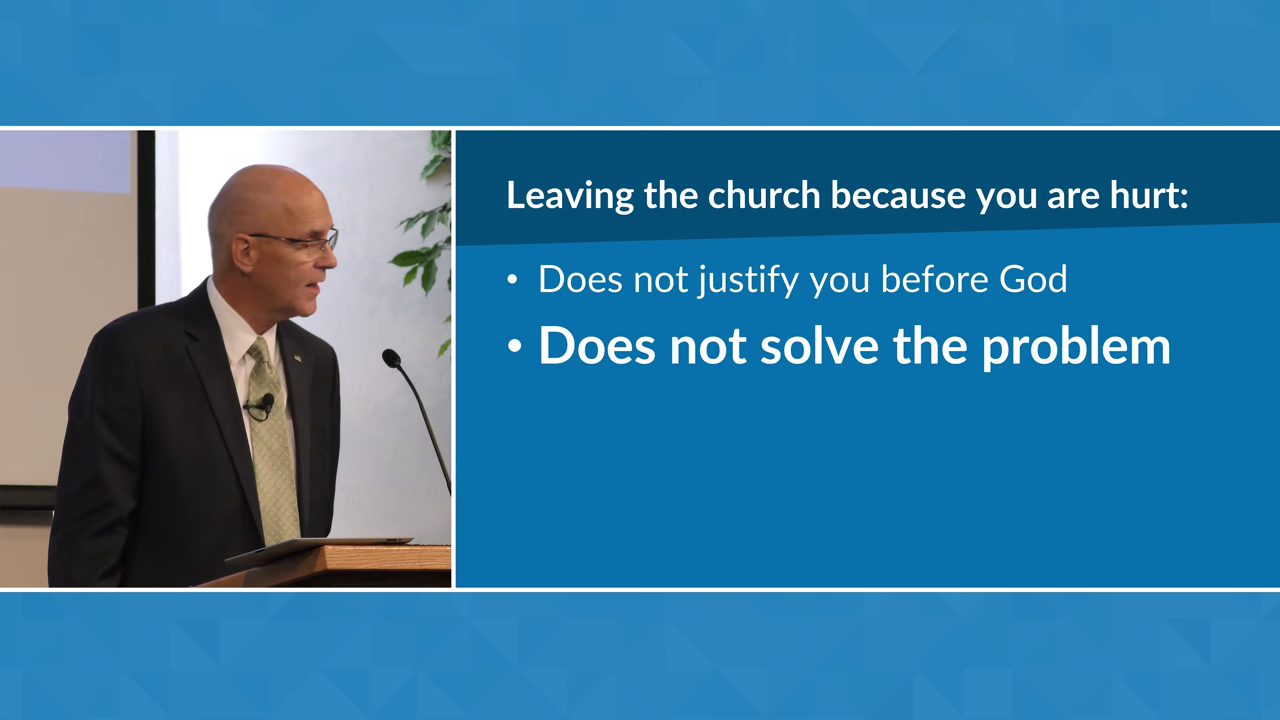 Leaving the church because you are hurt:
• Does not justify you before God
• Does not solve the problem